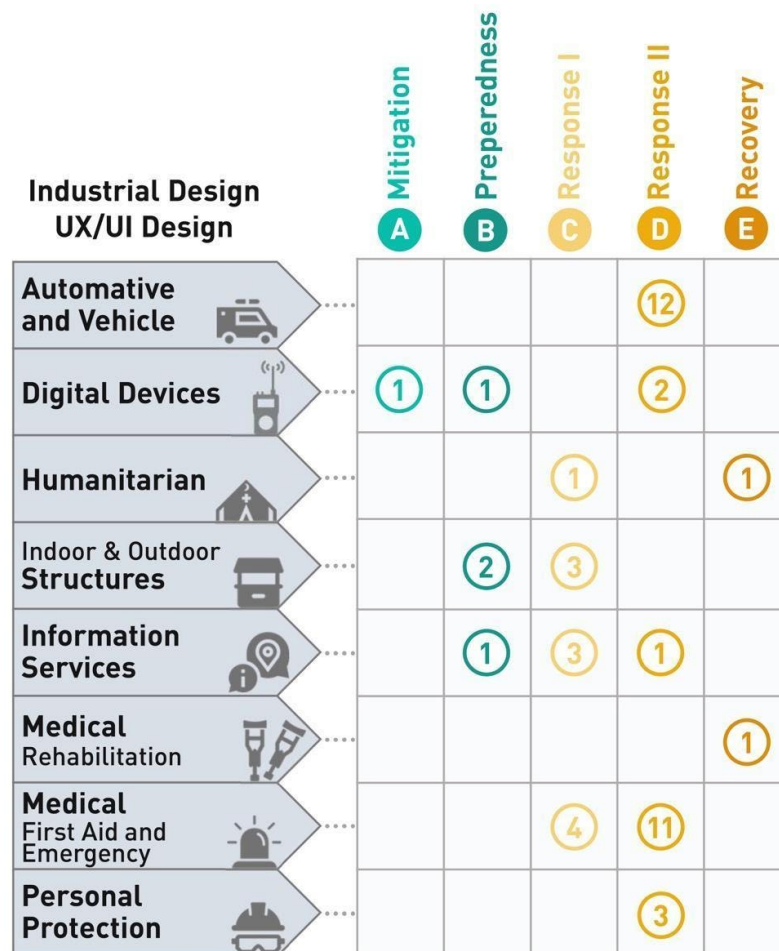 Industrial Design
UX/UI Design
A Mitigation
B Preperedness
C Response I
D Response II
E Recovery
Automative
and Vehicle
12
Digital Devices
1 1 2
Humanitarian
1 1
Indoor & Outdoor
Structures
2 3
Information
Services
i
1 3 1
Medical
Rehabilitation
1
Medical
First Aid and
Emergency
4 11
Personal
Protection
3